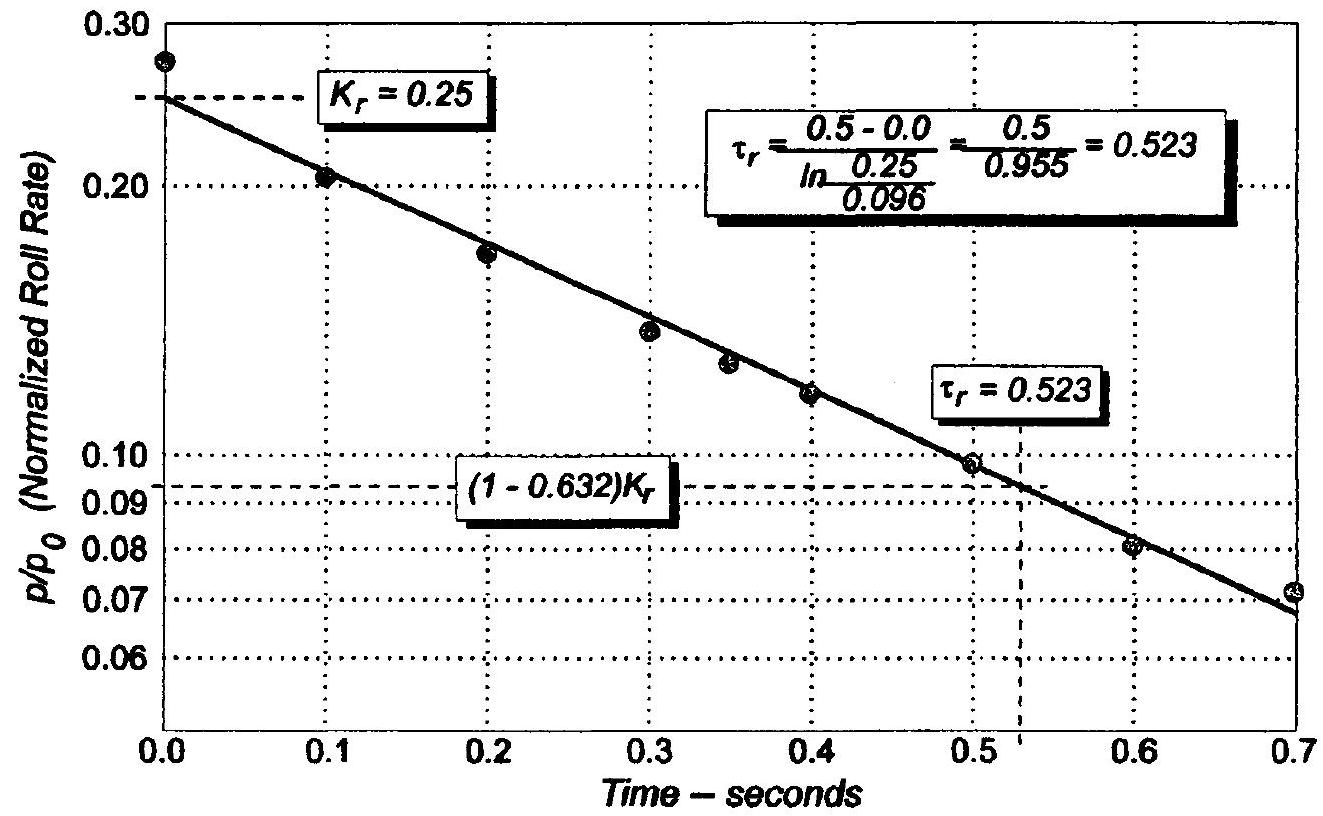 0.30
K_r = 0.25
τ_r = (0.5 - 0.0) / (ln (0.25 / 0.096)) = 0.5 / 0.955 = 0.523
0.20
τ_r = 0.523
0.10
(1 - 0.632)K_r
0.09
0.08
0.07
0.06
p/p_0 (Normalized Roll Rate)
0.0 0.1 0.2 0.3 0.4 0.5 0.6 0.7
Time – seconds